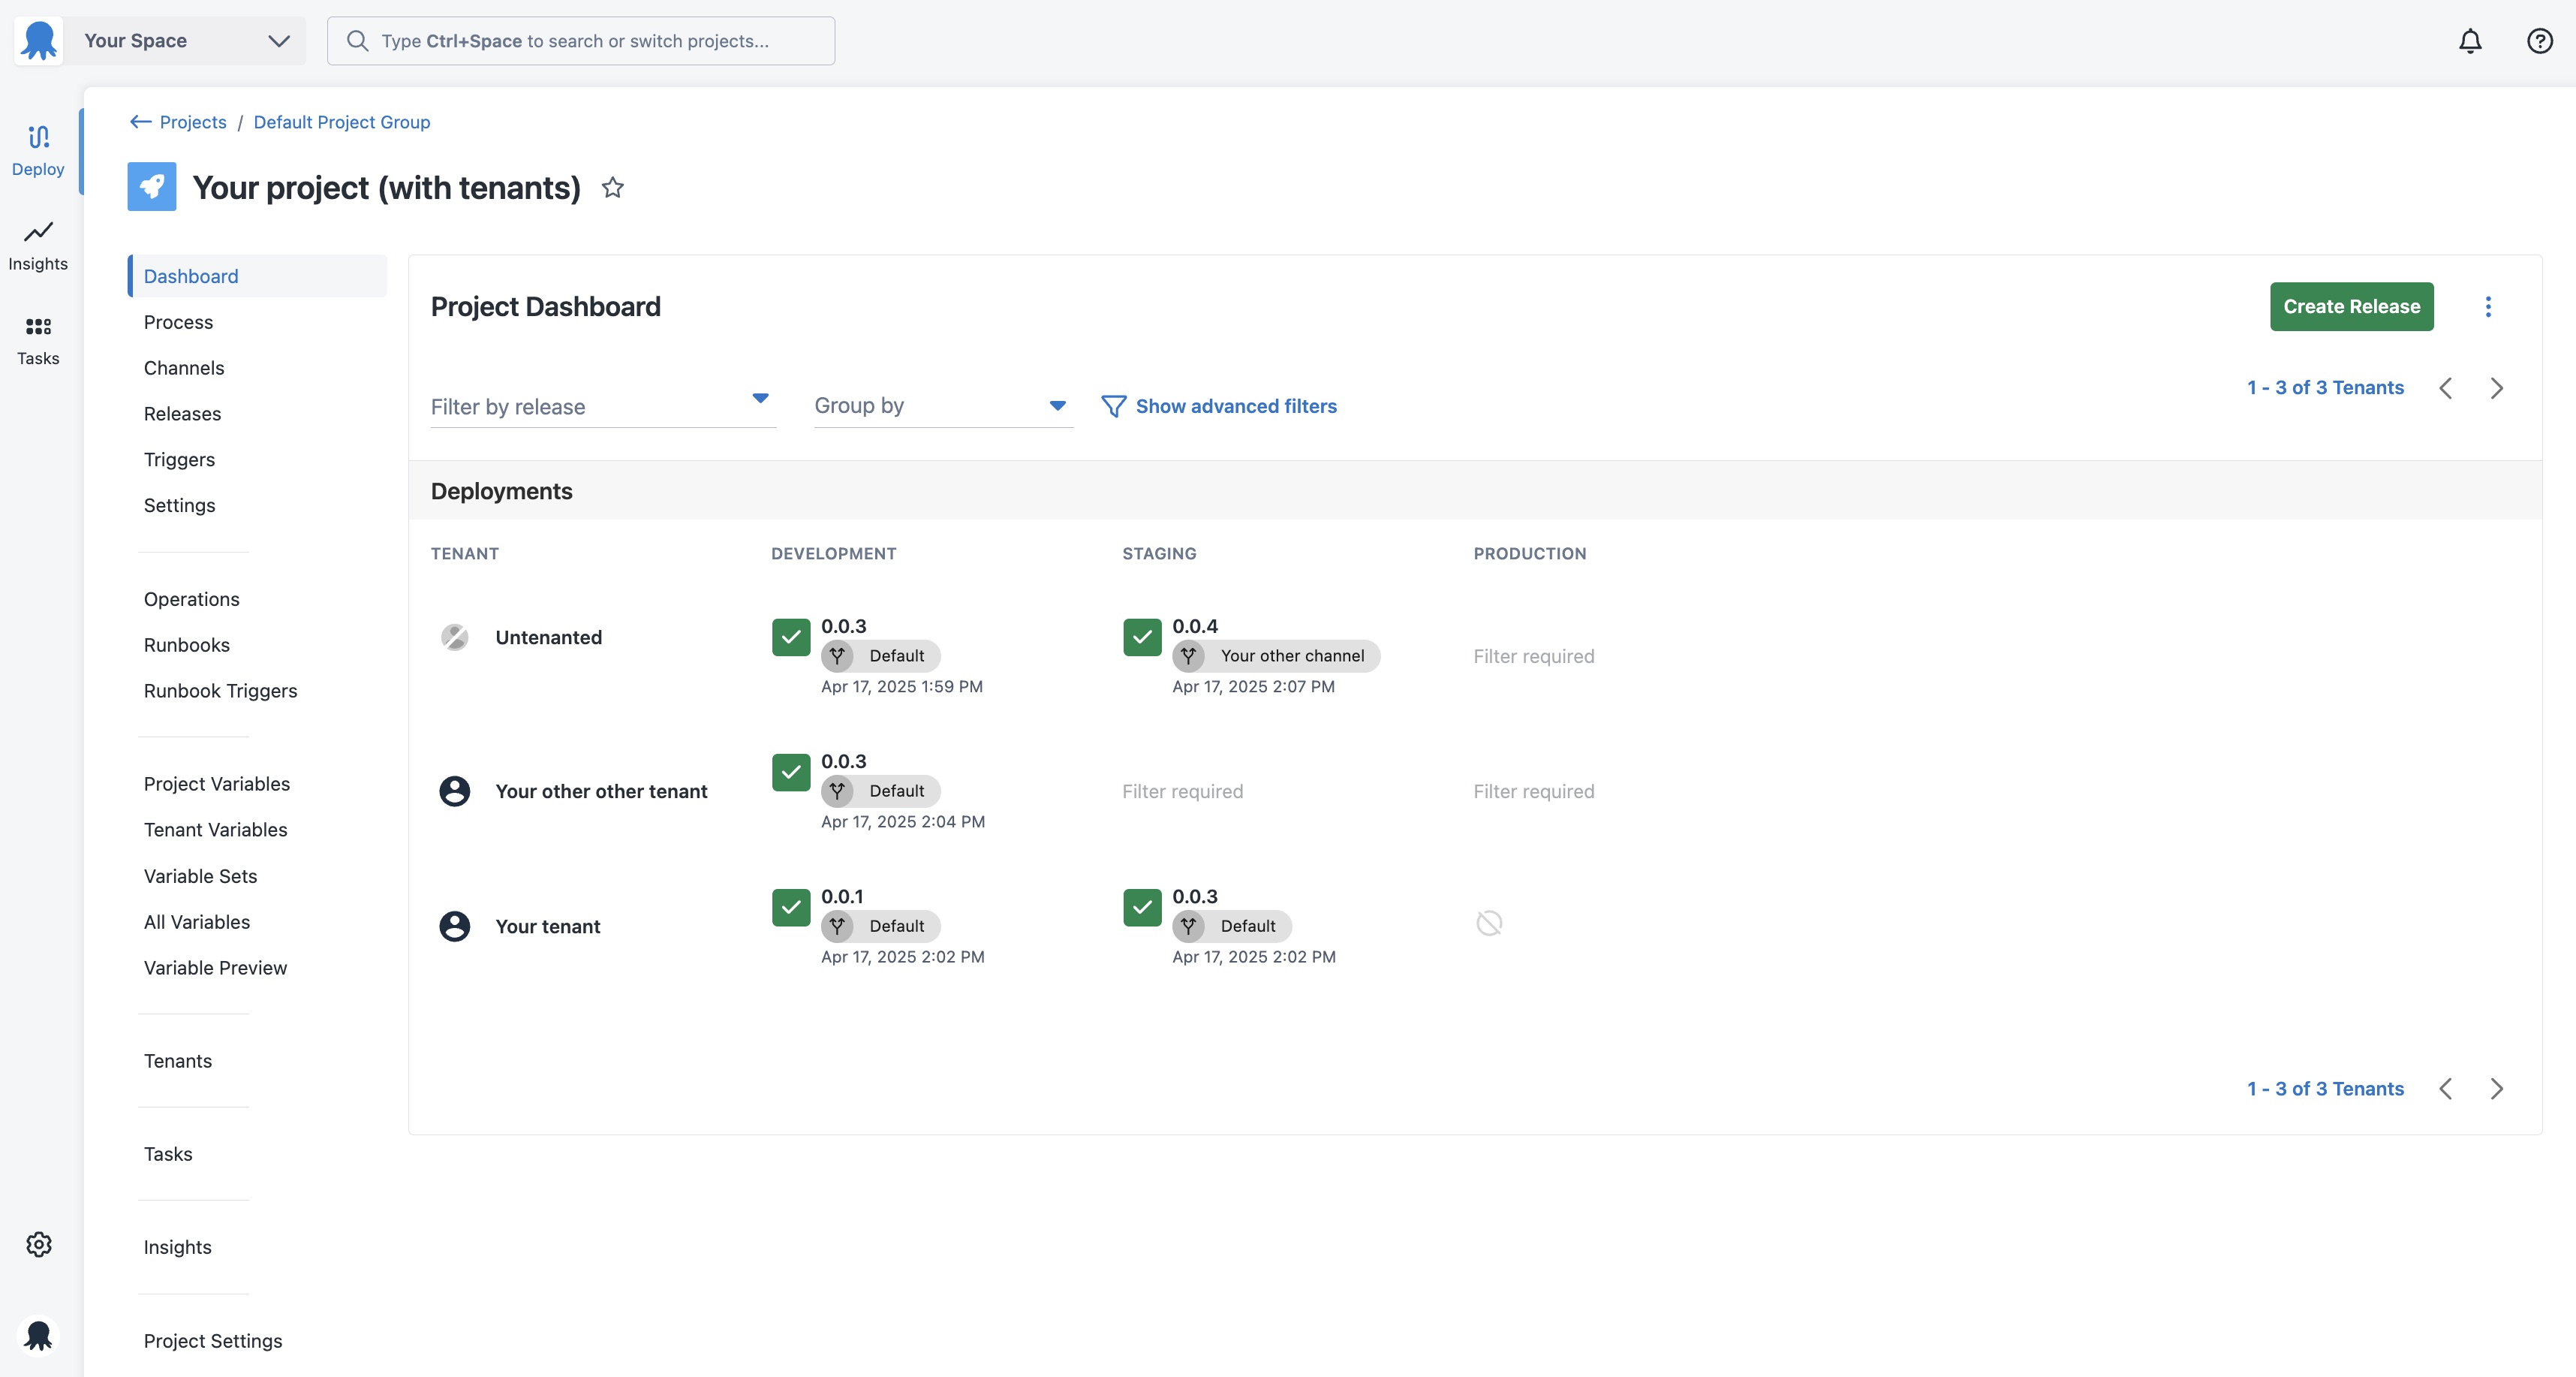 Your Space
Type Ctrl+Space to search or switch projects...
Deploy
Insights
Tasks
Projects / Default Project Group
Your project (with tenants)
Dashboard
Process
Channels
Releases
Triggers
Settings
Operations
Runbooks
Runbook Triggers
Project Variables
Tenant Variables
Variable Sets
All Variables
Variable Preview
Tenants
Tasks
Insights
Project Settings
Project Dashboard
Create Release
Filter by release
Group by
Show advanced filters
1 - 3 of 3 Tenants
Deployments
TENANT DEVELOPMENT STAGING PRODUCTION
Untenanted
0.0.3
Default
Apr 17, 2025 1:59 PM
0.0.4
Your other channel
Apr 17, 2025 2:07 PM
Filter required
Your other other tenant
0.0.3
Default
Apr 17, 2025 2:04 PM
Filter required
Filter required
Your tenant
0.0.1
Default
Apr 17, 2025 2:02 PM
0.0.3
Default
Apr 17, 2025 2:02 PM
1 - 3 of 3 Tenants